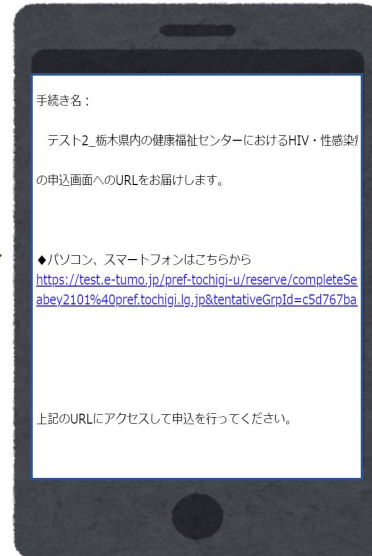 手続き名：
テスト2_栃木県内の健康福祉センターにおけるHIV・性感染
の申込画面へのURLをお届けします。
◆パソコン、スマートフォンはこちらから
https://test.e-tumo.jp/pref-tochigi-u/reserve/completeSe
abey2101%40pref.tochigi.lg.jp&tentativeGrpId=c5d767ba
上記のURLにアクセスして申込を行ってください。